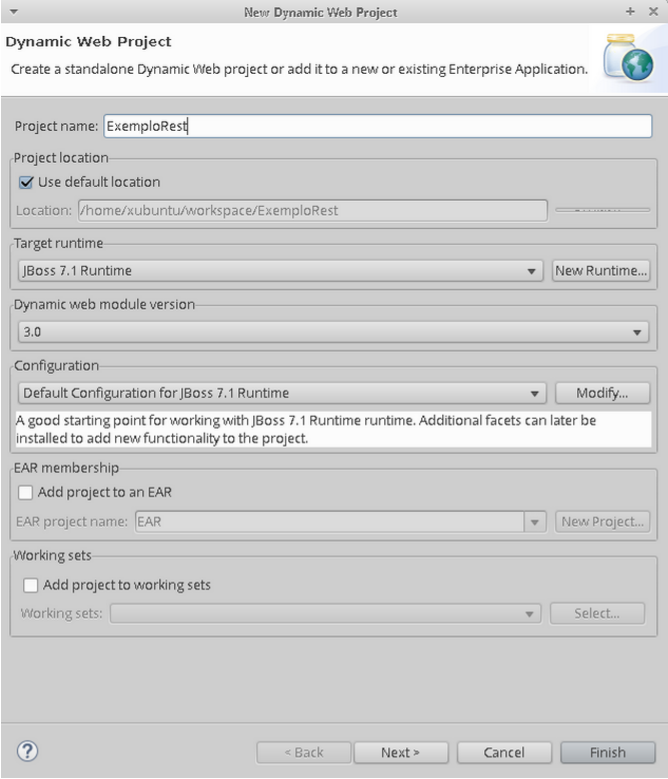 New Dynamic Web Project
Dynamic Web Project
Create a standalone Dynamic Web project or add it to a new or existing Enterprise Application.
Project name: ExemploRest
Project location
Use default location
Location: /home/xubuntu/workspace/ExemploRest
Target runtime
JBoss 7.1 Runtime New Runtime...
Dynamic web module version
3.0
Configuration
Default Configuration for JBoss 7.1 Runtime Modify...
A good starting point for working with JBoss 7.1 Runtime runtime. Additional facets can later be
installed to add new functionality to the project.
EAR membership
Add project to an EAR
EAR project name: EAR New Project...
Working sets
Add project to working sets
Working sets: Select...
? < Back Next > Cancel Finish